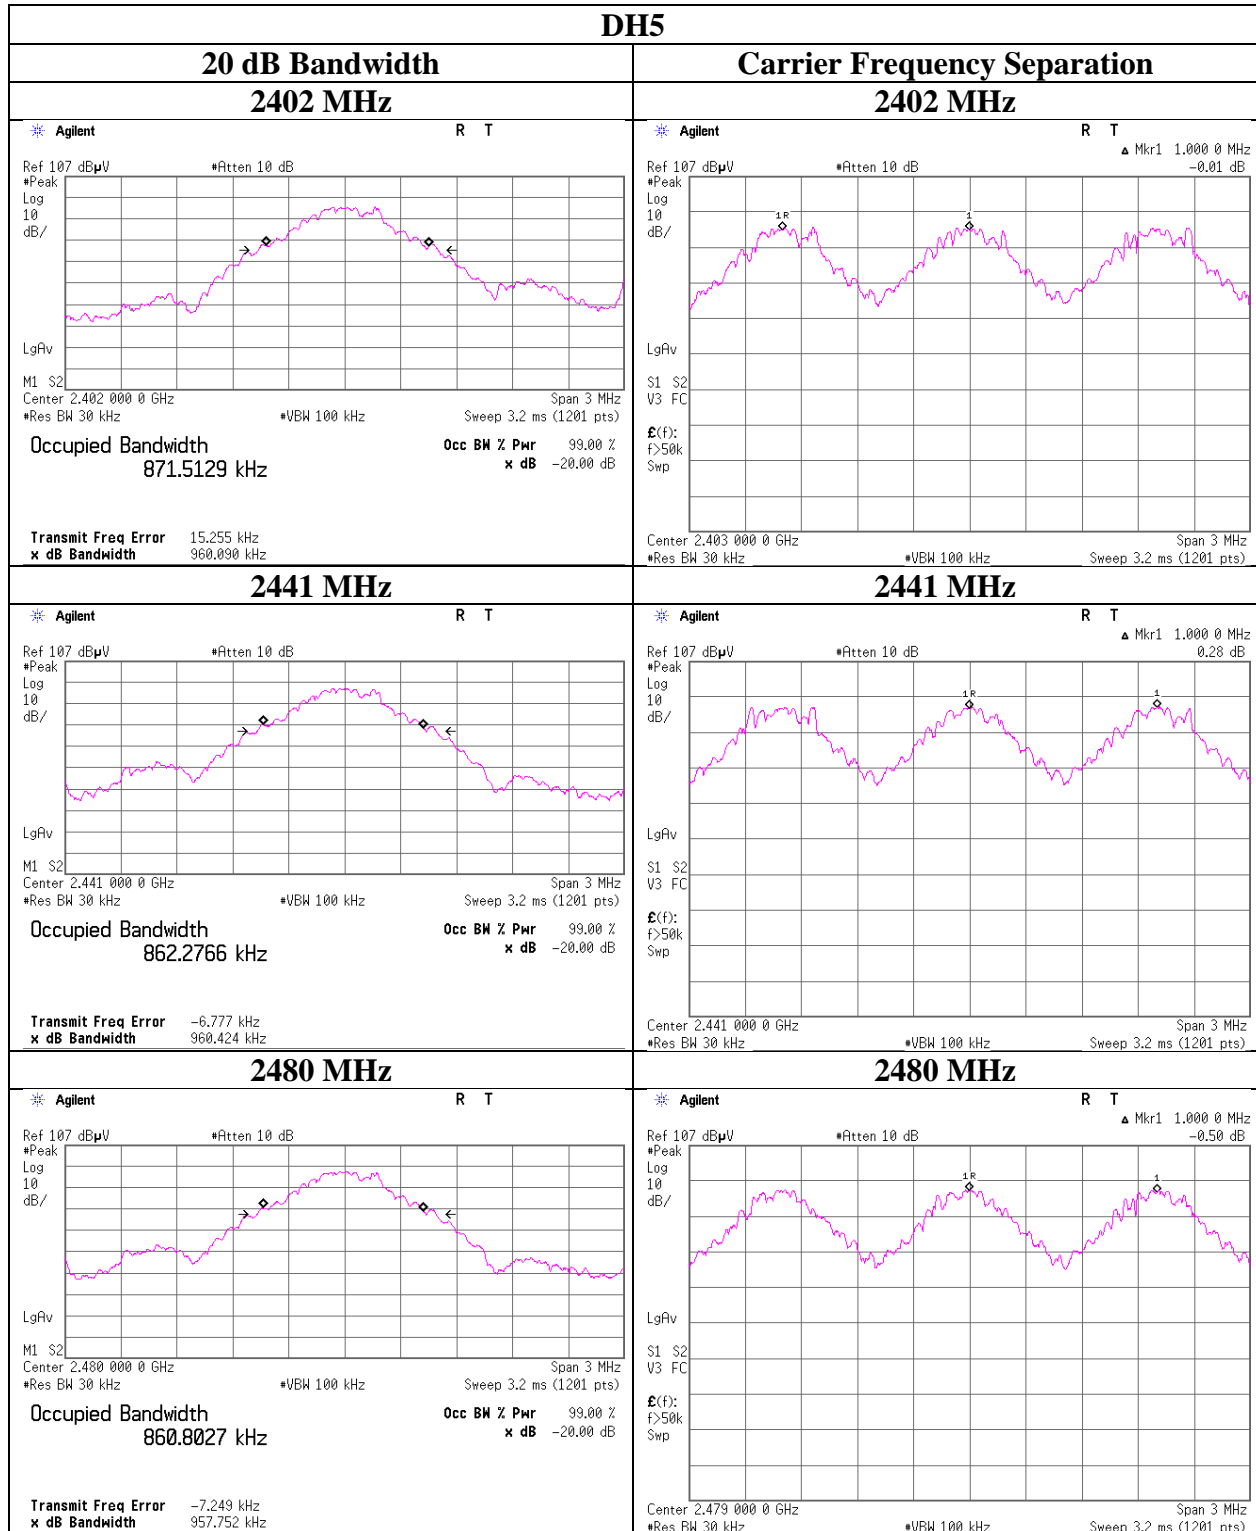 DH5
20 dB Bandwidth
Carrier Frequency Separation
2402 MHz
2402 MHz
Agilent
R T
Ref 107 dBµV
#Atten 10 dB
#Peak
Log
10
dB/
LgAv
M1 S2
Center 2.402 000 0 GHz
Span 3 MHz
#Res BW 30 kHz
#VBW 100 kHz
Sweep 3.2 ms (1201 pts)
Occupied Bandwidth
871.5129 kHz
Occ BW % Pwr 99.00 %
x dB -20.00 dB
Transmit Freq Error 15.255 kHz
x dB Bandwidth 960.090 kHz
Agilent
R T
Δ Mkr1 1.000 0 MHz
Ref 107 dBµV
#Atten 10 dB
-0.01 dB
#Peak
Log
10
dB/
1R
1
LgAv
S1 S2
V3 FC
£(f):
f>50k
Swp
Center 2.403 000 0 GHz
Span 3 MHz
#Res BW 30 kHz
#VBW 100 kHz
Sweep 3.2 ms (1201 pts)
2441 MHz
2441 MHz
Agilent
R T
Ref 107 dBµV
#Atten 10 dB
#Peak
Log
10
dB/
LgAv
M1 S2
Center 2.441 000 0 GHz
Span 3 MHz
#Res BW 30 kHz
#VBW 100 kHz
Sweep 3.2 ms (1201 pts)
Occupied Bandwidth
862.2766 kHz
Occ BW % Pwr 99.00 %
x dB -20.00 dB
Transmit Freq Error -6.777 kHz
x dB Bandwidth 960.424 kHz
Agilent
R T
Δ Mkr1 1.000 0 MHz
Ref 107 dBµV
#Atten 10 dB
0.28 dB
#Peak
Log
10
dB/
1R
1
LgAv
S1 S2
V3 FC
£(f):
f>50k
Swp
Center 2.441 000 0 GHz
Span 3 MHz
#Res BW 30 kHz
#VBW 100 kHz
Sweep 3.2 ms (1201 pts)
2480 MHz
2480 MHz
Agilent
R T
Ref 107 dBµV
#Atten 10 dB
#Peak
Log
10
dB/
LgAv
M1 S2
Center 2.480 000 0 GHz
Span 3 MHz
#Res BW 30 kHz
#VBW 100 kHz
Sweep 3.2 ms (1201 pts)
Occupied Bandwidth
860.8027 kHz
Occ BW % Pwr 99.00 %
x dB -20.00 dB
Transmit Freq Error -7.249 kHz
x dB Bandwidth 957.752 kHz
Agilent
R T
Δ Mkr1 1.000 0 MHz
Ref 107 dBµV
#Atten 10 dB
-0.50 dB
#Peak
Log
10
dB/
1R
1
LgAv
S1 S2
V3 FC
£(f):
f>50k
Swp
Center 2.479 000 0 GHz
Span 3 MHz
#Res BW 30 kHz
#VBW 100 kHz
Sweep 3.2 ms (1201 pts)